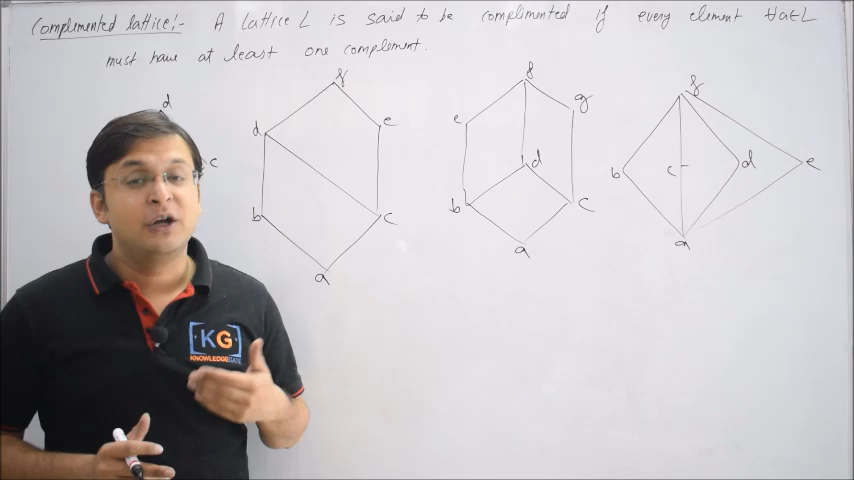 Complemented lattice:- A lattice L is said to be complimented if every element ∀a∈L
must have at least one complement.
d
c
f
d
e
b
c
a
f
e
g
d
b
c
a
f
b
c
d
e
a
KG
KNOWLEDGEGATE